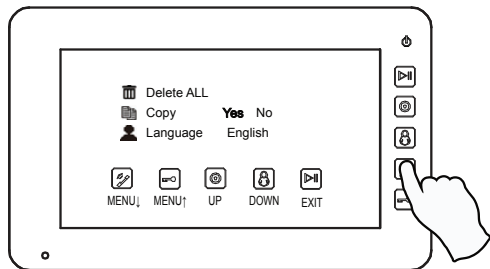 Delete ALL
Copy Yes No
Language English
MENU↓ MENU↑ UP DOWN EXIT